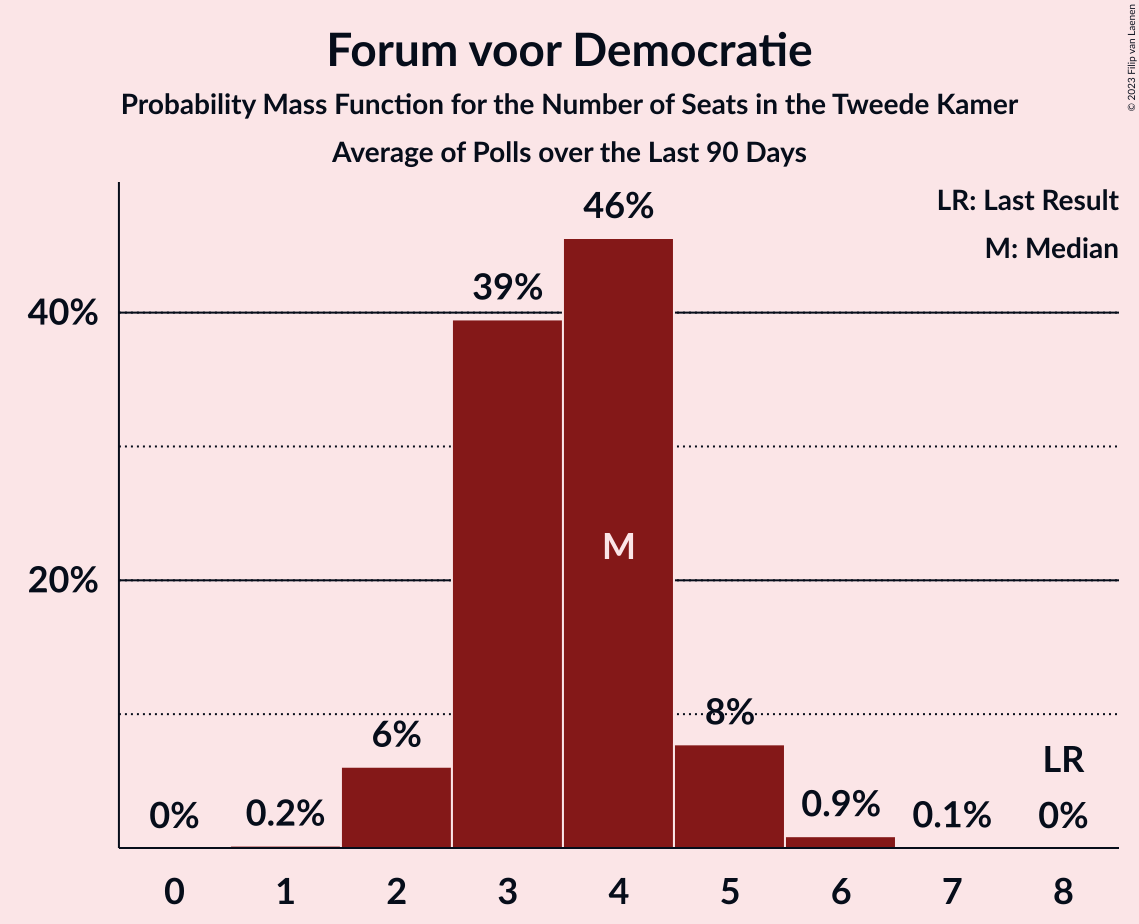 Forum voor Democratie
Probability Mass Function for the Number of Seats in the Tweede Kamer
Average of Polls over the Last 90 Days
© 2023 Filip van Laenen
LR: Last Result
M: Median
46%
39%
40%
M
20%
8%
6%
LR
0%
0.2%
0.9%
0.1%
0%
0 1 2 3 4 5 6 7 8